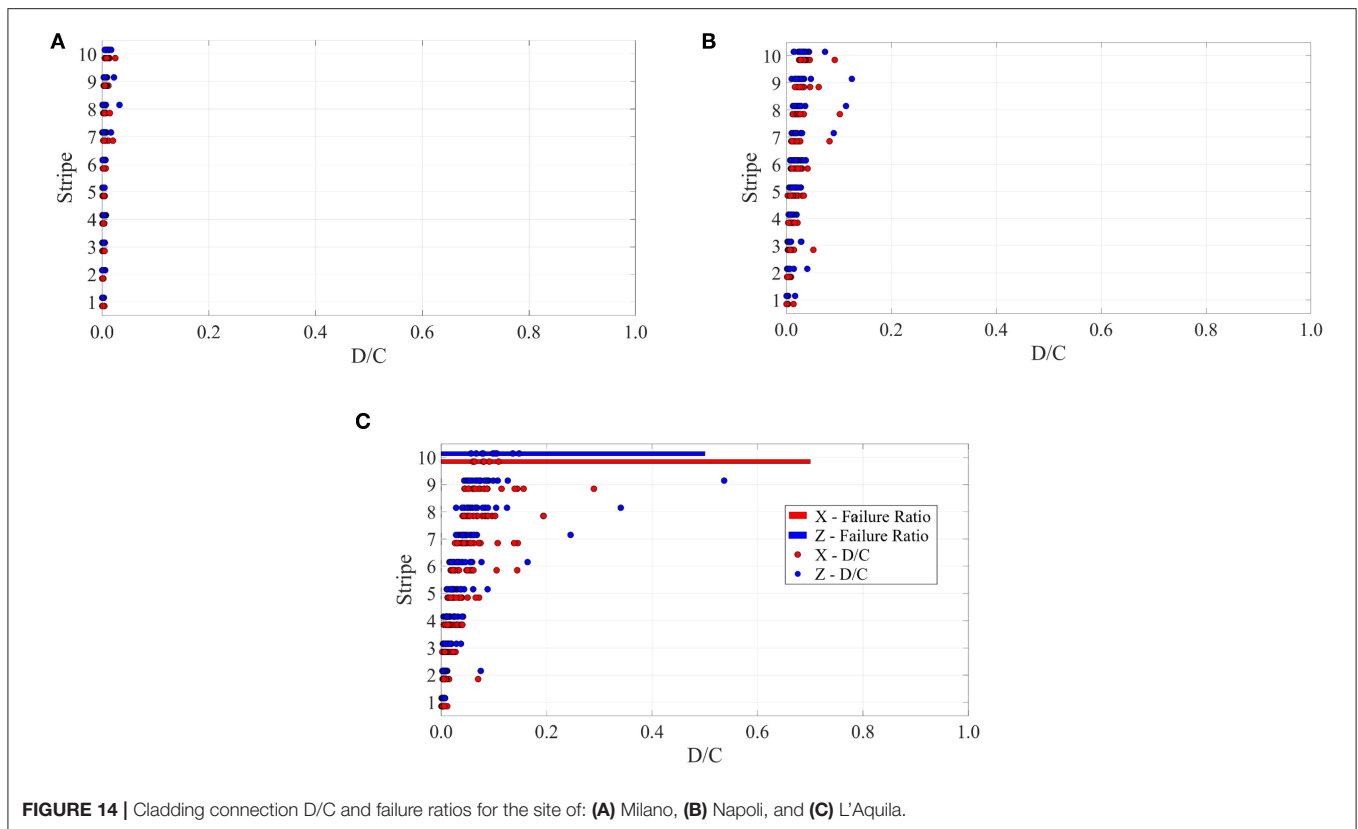 A
10
9
8
7
6
5
4
3
2
1
Stripe
0.0 0.2 0.4 0.6 0.8 1.0
D/C
B
10
9
8
7
6
5
4
3
2
1
Stripe
0.0 0.2 0.4 0.6 0.8 1.0
D/C
C
10
9
8
7
6
5
4
3
2
1
Stripe
X - Failure Ratio
Z - Failure Ratio
X - D/C
Z - D/C
0.0 0.2 0.4 0.6 0.8 1.0
D/C
FIGURE 14 | Cladding connection D/C and failure ratios for the site of: (A) Milano, (B) Napoli, and (C) L'Aquila.